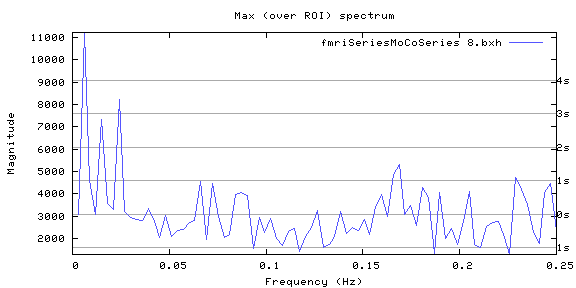 Max (over ROI) spectrum
fmriSeriesMoCoSeries 8.bxh
Magnitude
11000
10000
9000
8000
7000
6000
5000
4000
3000
2000
4s
3s
2s
1s
0s
1s
0
0.05
0.1
0.15
0.2
0.25
Frequency (Hz)